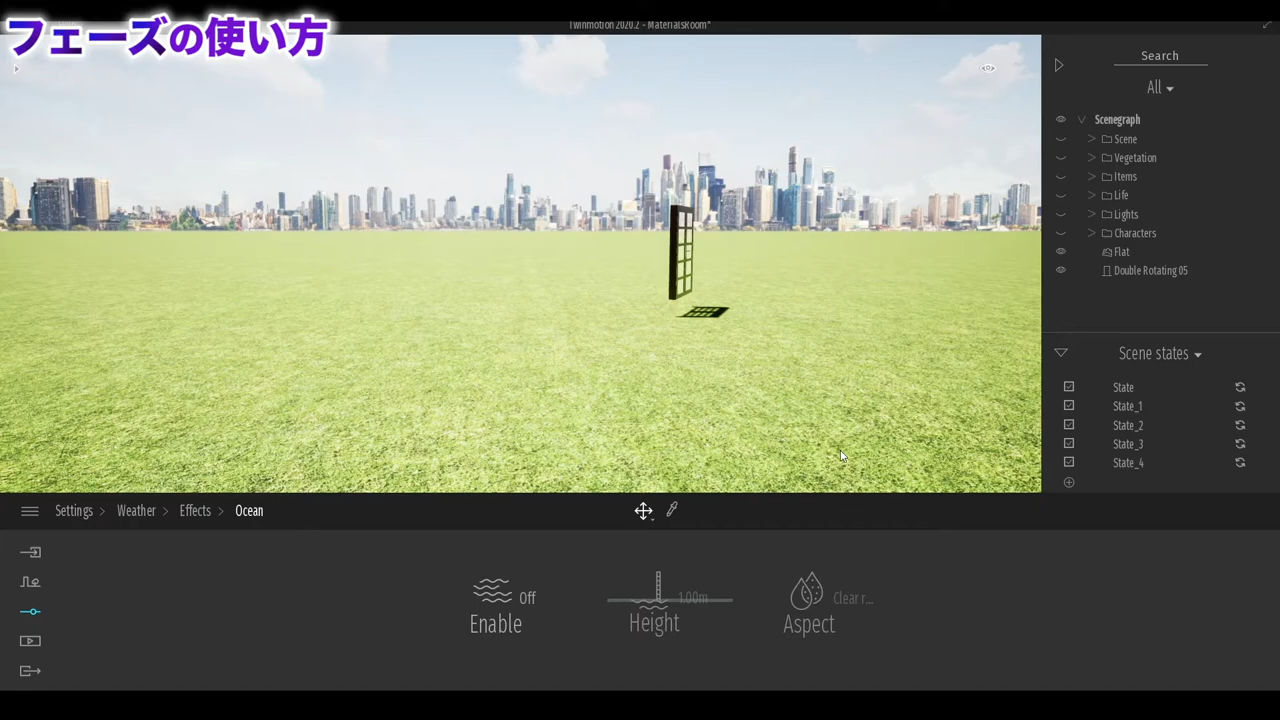 フェーズの使い方
Twinmotion 2020.2 - MaterialsRoom*
Search
All
Scenegraph
Scene
Vegetation
Items
Life
Lights
Characters
Flat
Double Rotating 05
Scene states
State
State_1
State_2
State_3
State_4
Settings > Weather > Effects > Ocean
Off
Enable
1.00m
Height
Clear r...
Aspect